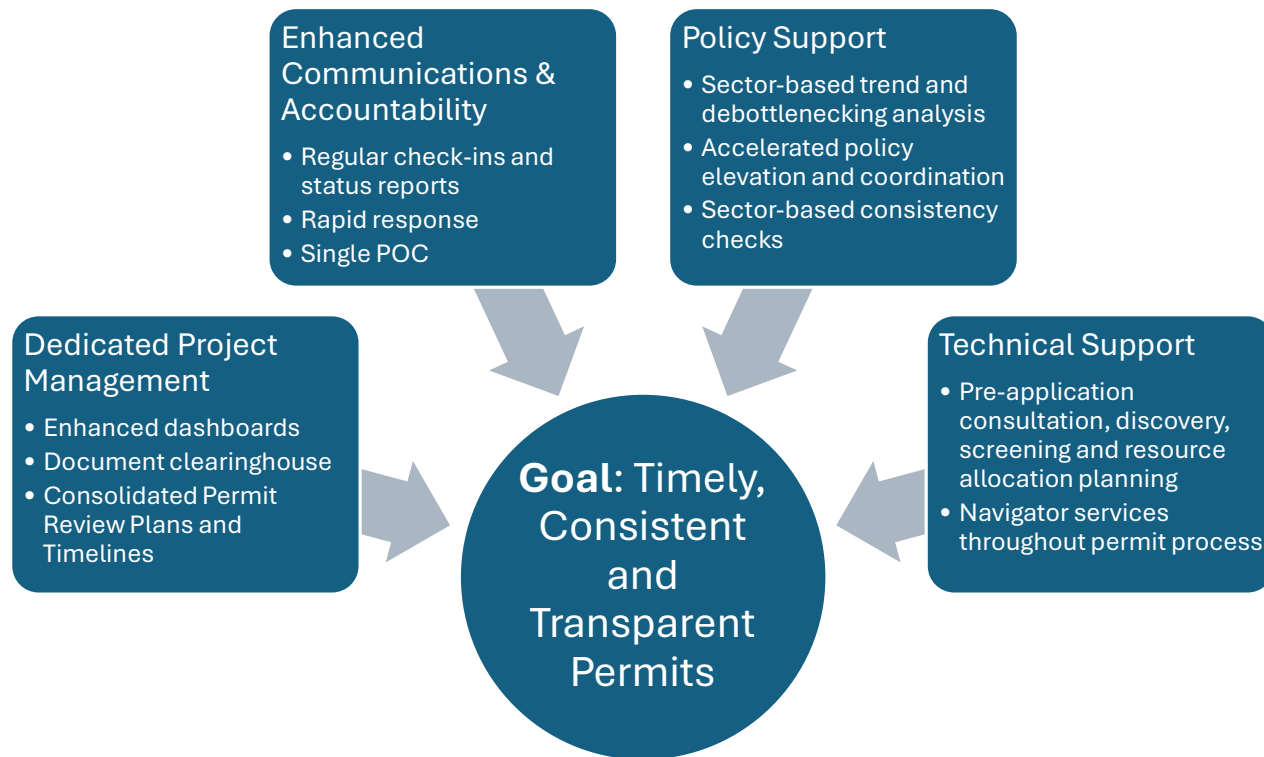 Enhanced
Communications &
Accountability
• Regular check-ins and
status reports
• Rapid response
• Single POC
Policy Support
• Sector-based trend and
debottlenecking analysis
• Accelerated policy
elevation and coordination
• Sector-based consistency
checks
Dedicated Project
Management
• Enhanced dashboards
• Document clearinghouse
• Consolidated Permit
Review Plans and
Timelines
Technical Support
• Pre-application
consultation, discovery,
screening and resource
allocation planning
• Navigator services
throughout permit process
Goal: Timely,
Consistent
and
Transparent
Permits